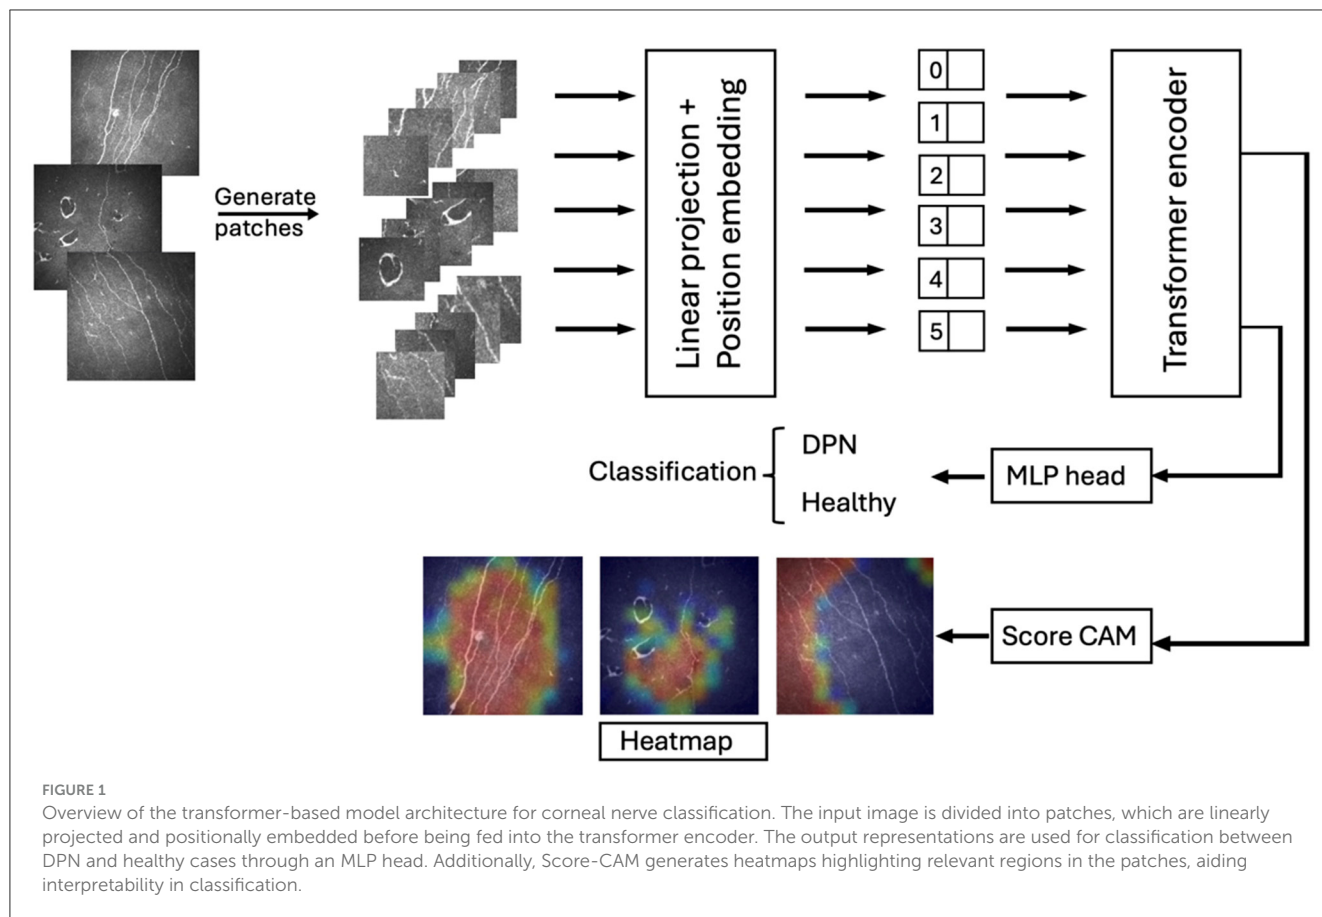 Generate
patches
Linear projection +
Position embedding
0
1
2
3
4
5
Transformer encoder
Classification
DPN
Healthy
MLP head
Score CAM
Heatmap
FIGURE 1
Overview of the transformer-based model architecture for corneal nerve classification. The input image is divided into patches, which are linearly
projected and positionally embedded before being fed into the transformer encoder. The output representations are used for classification between
DPN and healthy cases through an MLP head. Additionally, Score-CAM generates heatmaps highlighting relevant regions in the patches, aiding
interpretability in classification.